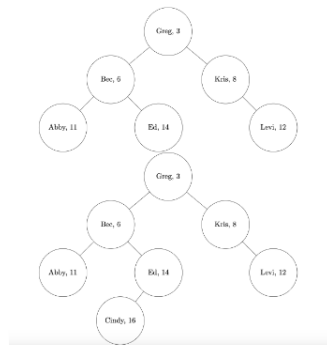 Greg, 3
Bec, 6
Kris, 8
Abby, 11
Ed, 14
Levi, 12
Greg, 3
Bec, 6
Kris, 8
Abby, 11
Ed, 14
Levi, 12
Cindy, 16